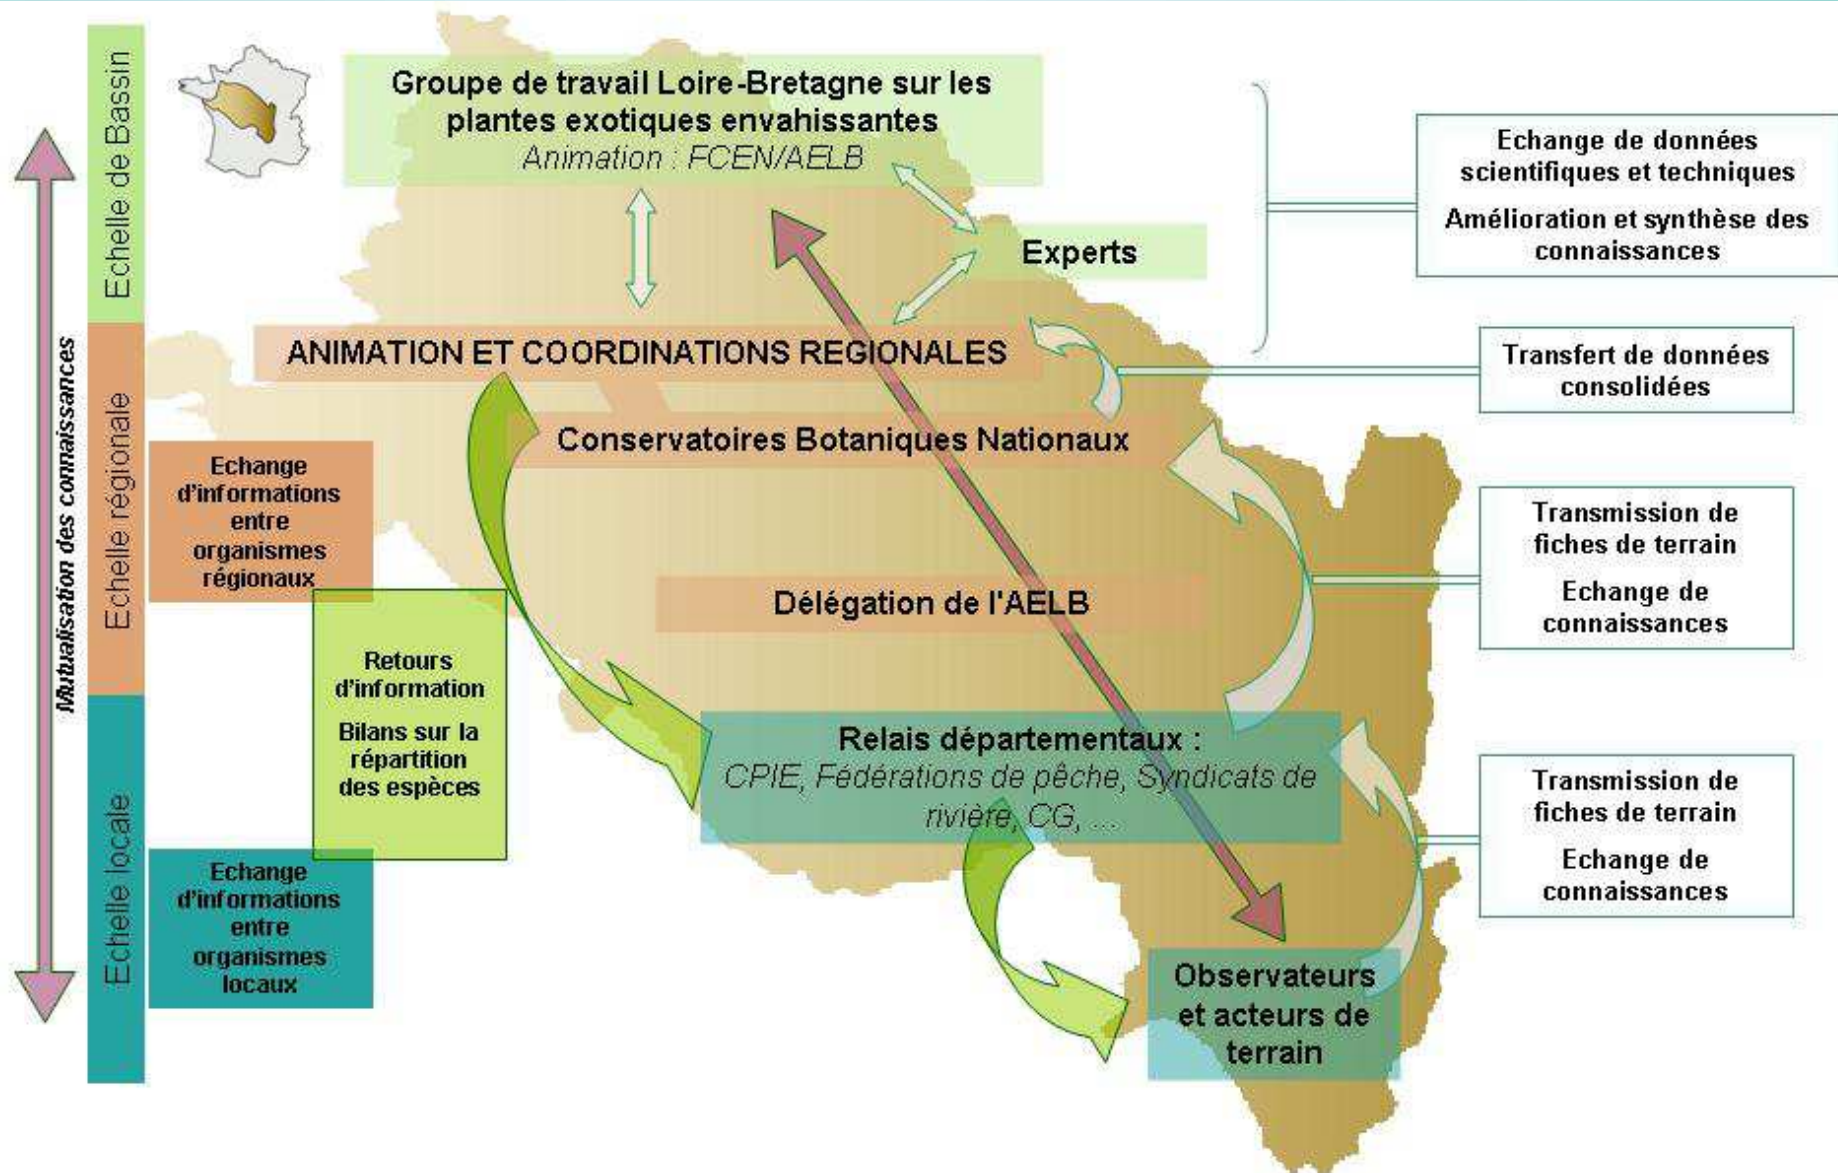 Echelle de Bassin
Echelle régionale
Echelle locale
Mutualisation des connaissances
Groupe de travail Loire-Bretagne sur les
plantes exotiques envahissantes
Animation : FCEN/AELB
Experts
ANIMATION ET COORDINATIONS REGIONALES
Conservatoires Botaniques Nationaux
Délégation de l'AELB
Relais départementaux :
CPIE, Fédérations de pêche, Syndicats de
rivière, CG, ...
Observateurs
et acteurs de
terrain
Echange
d'informations
entre
organismes
régionaux
Retours
d'information
Bilans sur la
répartition
des espèces
Echange
d'informations
entre
organismes
locaux
Echange de données
scientifiques et techniques
Amélioration et synthèse des
connaissances
Transfert de données
consolidées
Transmission de
fiches de terrain
Echange de
connaissances
Transmission de
fiches de terrain
Echange de
connaissances